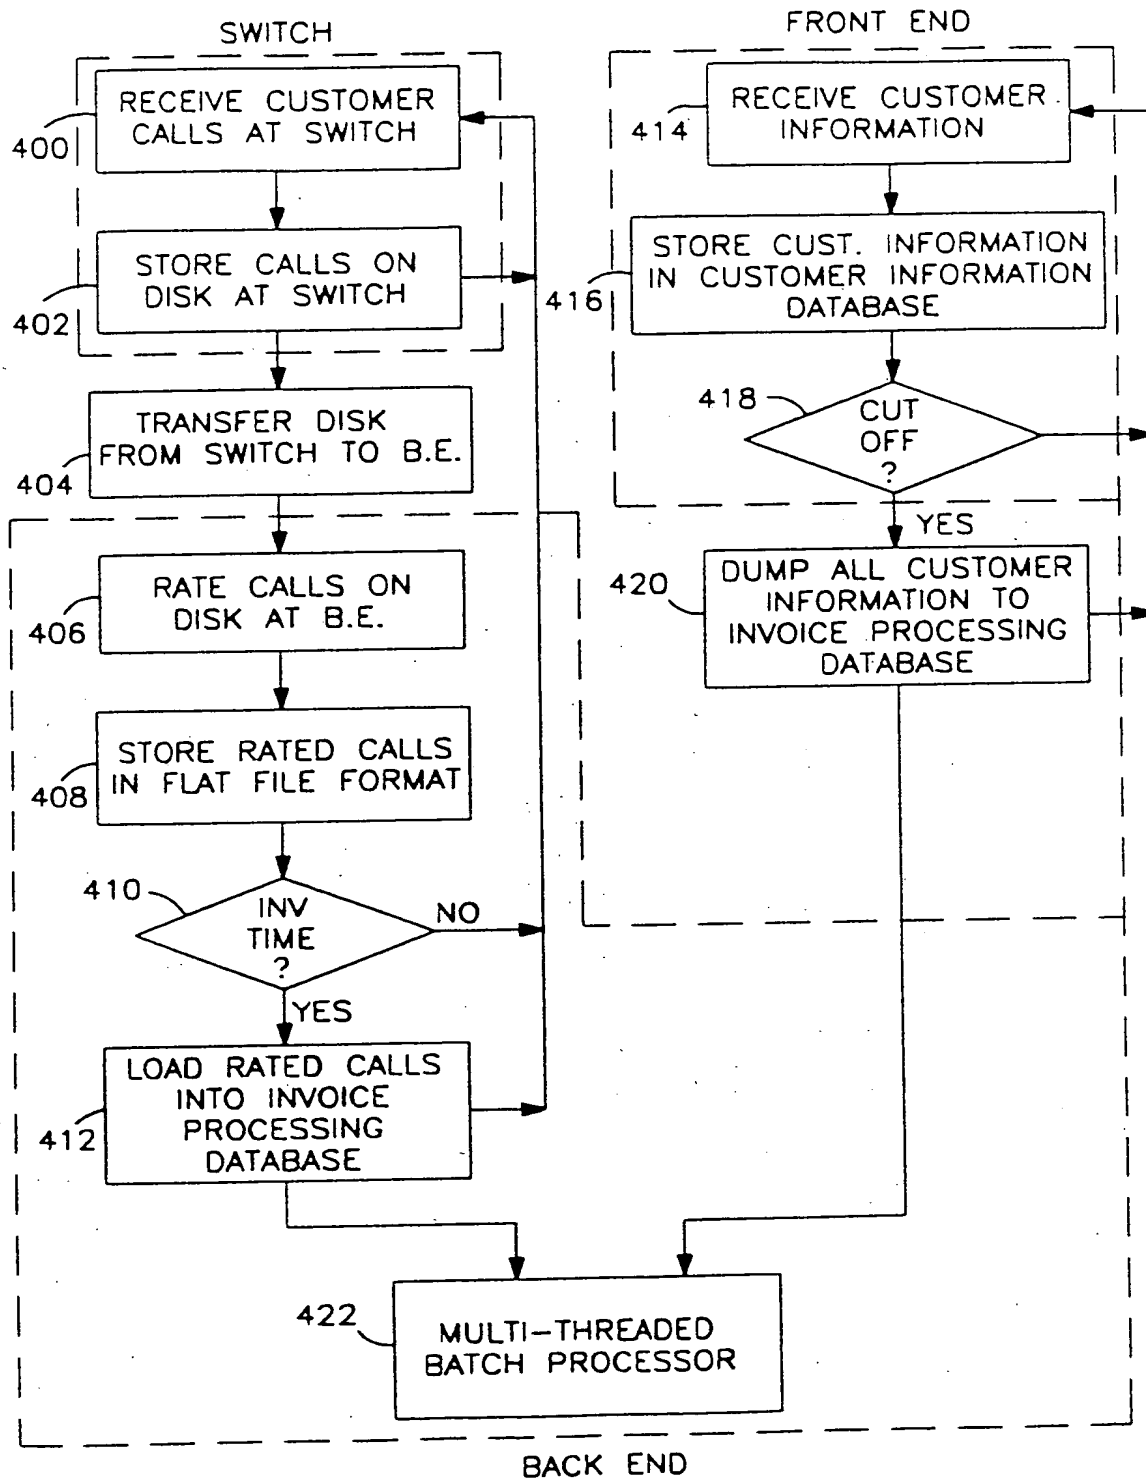 SWITCH
RECEIVE CUSTOMER
CALLS AT SWITCH
400
STORE CALLS ON
DISK AT SWITCH
402
TRANSFER DISK
FROM SWITCH TO B.E.
404
RATE CALLS ON
DISK AT B.E.
406
STORE RATED CALLS
IN FLAT FILE FORMAT
408
410
INV
TIME
?
NO
YES
LOAD RATED CALLS
INTO INVOICE
PROCESSING
DATABASE
412
FRONT END
RECEIVE CUSTOMER
INFORMATION
414
STORE CUST. INFORMATION
IN CUSTOMER INFORMATION
DATABASE
416
418
CUT
OFF
?
YES
DUMP ALL CUSTOMER
INFORMATION TO
INVOICE PROCESSING
DATABASE
420
422
MULTI-THREADED
BATCH PROCESSOR
BACK END